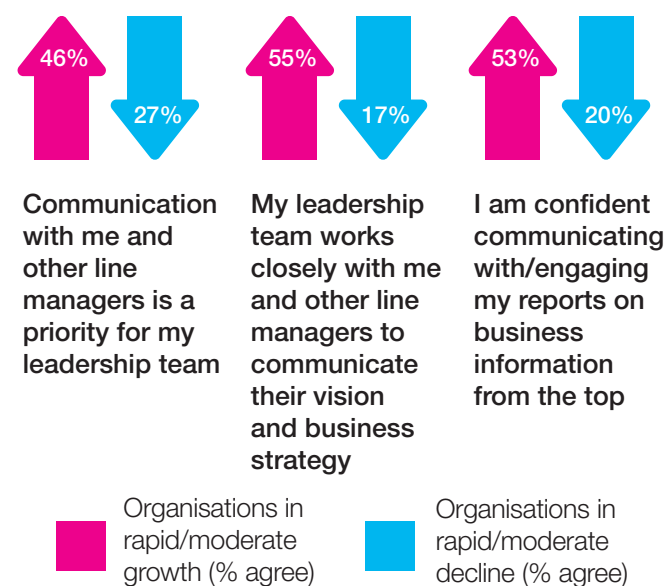 46%
27%
55%
17%
53%
20%
Communication
with me and
other line
managers is a
priority for my
leadership team
My leadership
team works
closely with me
and other line
managers to
communicate
their vision
and business
strategy
I am confident
communicating
with/engaging
my reports on
business
information
from the top
Organisations in
rapid/moderate
growth (% agree)
Organisations in
rapid/moderate
decline (% agree)